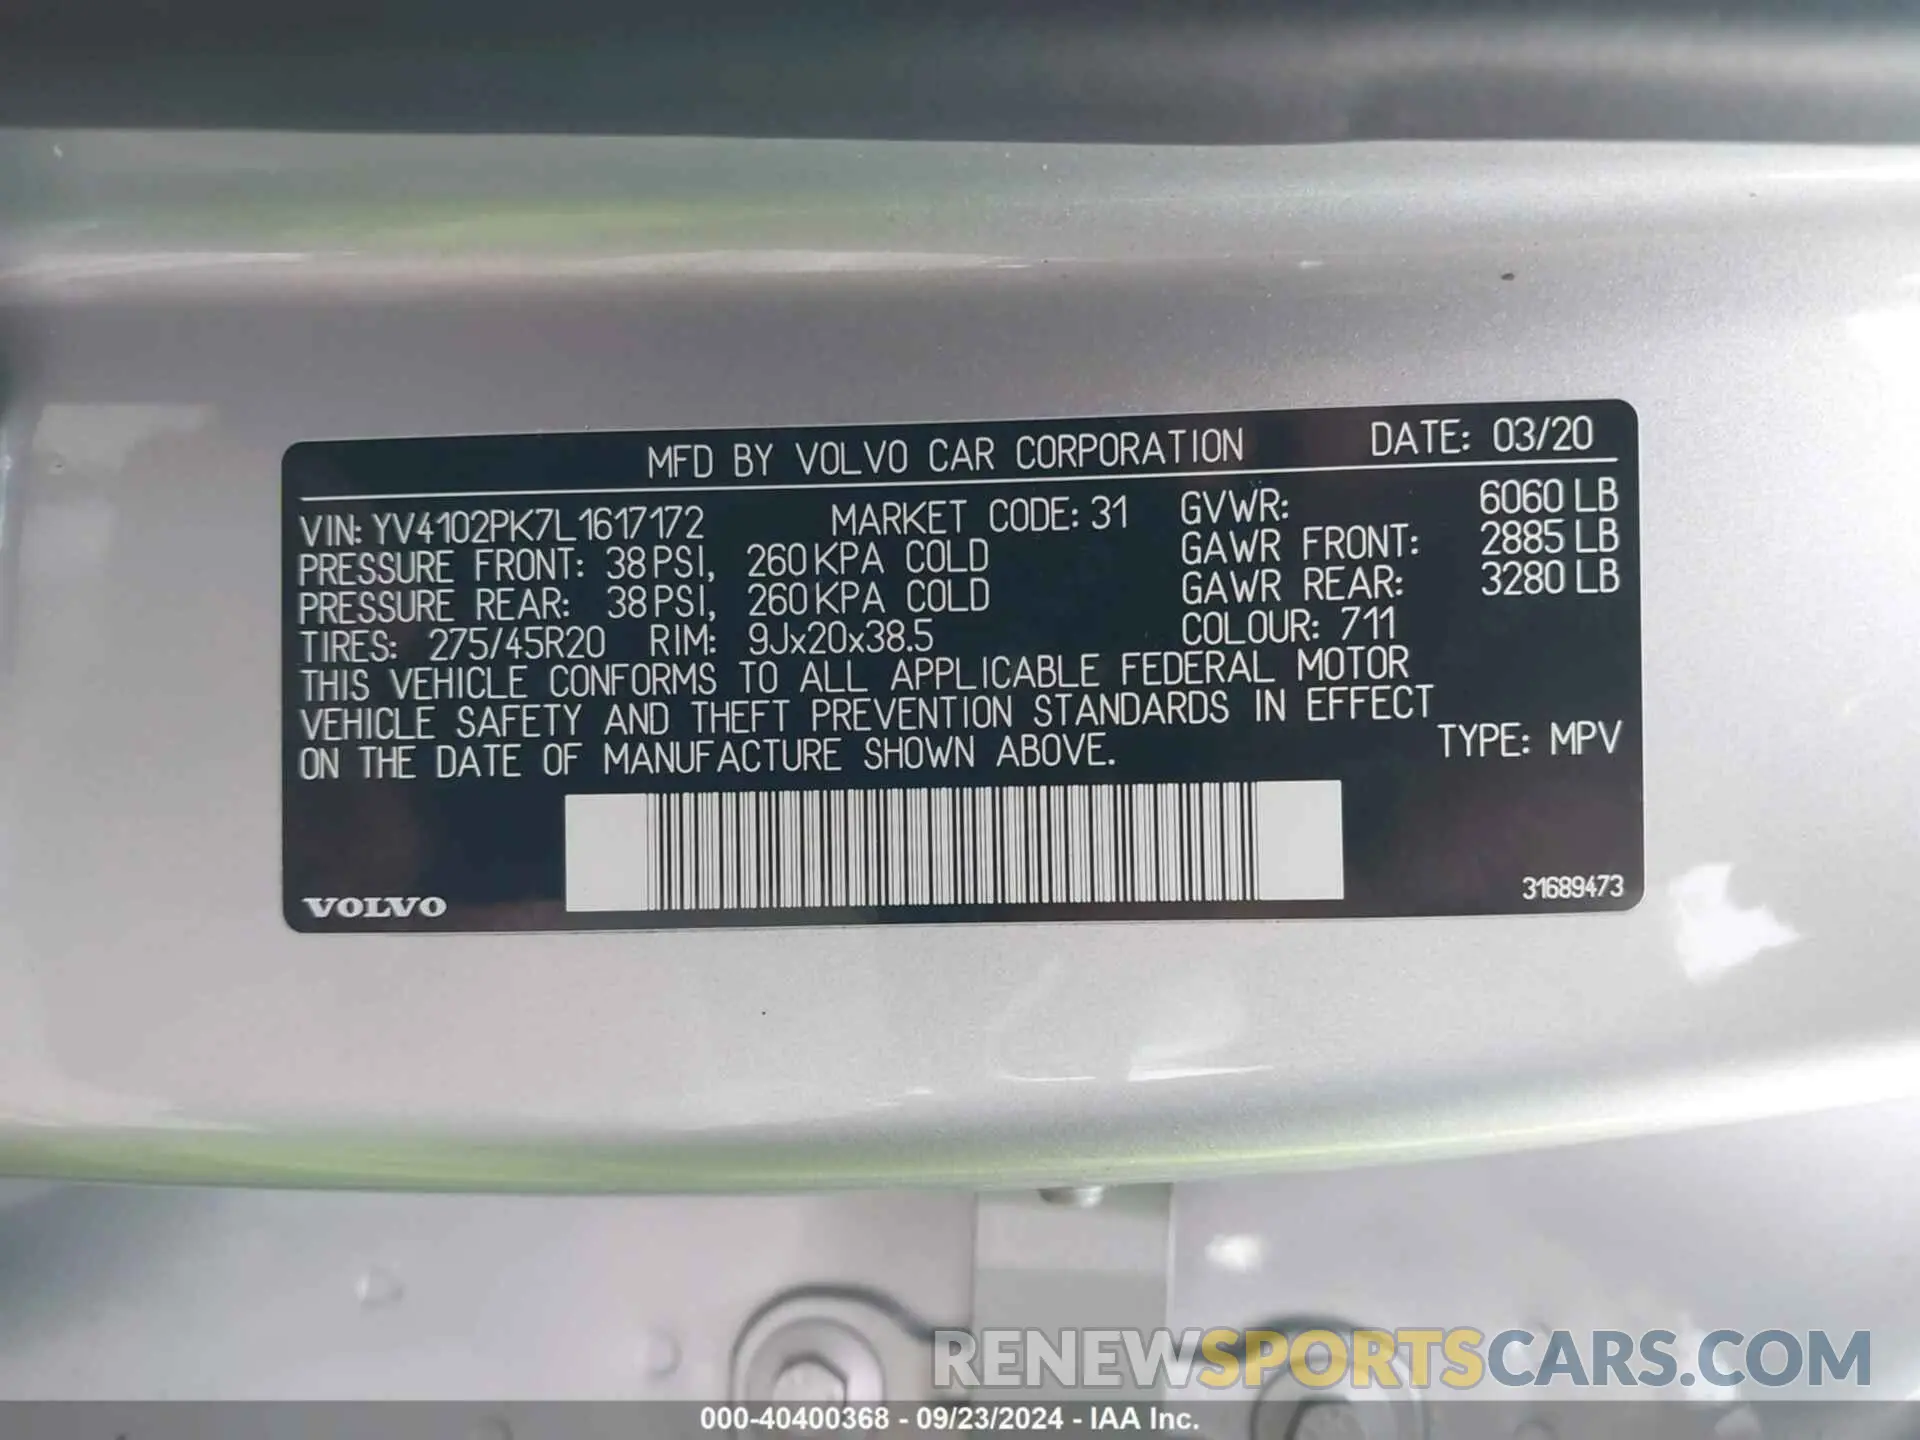 MFD BY VOLVO CAR CORPORATION DATE: 03/20
VIN: YV4102PK7L1617172 MARKET CODE: 31 GVWR: 6060 LB
PRESSURE FRONT: 38 PSI, 260 KPA COLD GAWR FRONT: 2885 LB
PRESSURE REAR: 38 PSI, 260 KPA COLD GAWR REAR: 3280 LB
TIRES: 275/45R20 RIM: 9Jx20x38.5 COLOUR: 711
THIS VEHICLE CONFORMS TO ALL APPLICABLE FEDERAL MOTOR
VEHICLE SAFETY AND THEFT PREVENTION STANDARDS IN EFFECT
ON THE DATE OF MANUFACTURE SHOWN ABOVE. TYPE: MPV
VOLVO 31689473
RENEWSPORTSCARS.COM
000-40400368 - 09/23/2024 - IAA Inc.